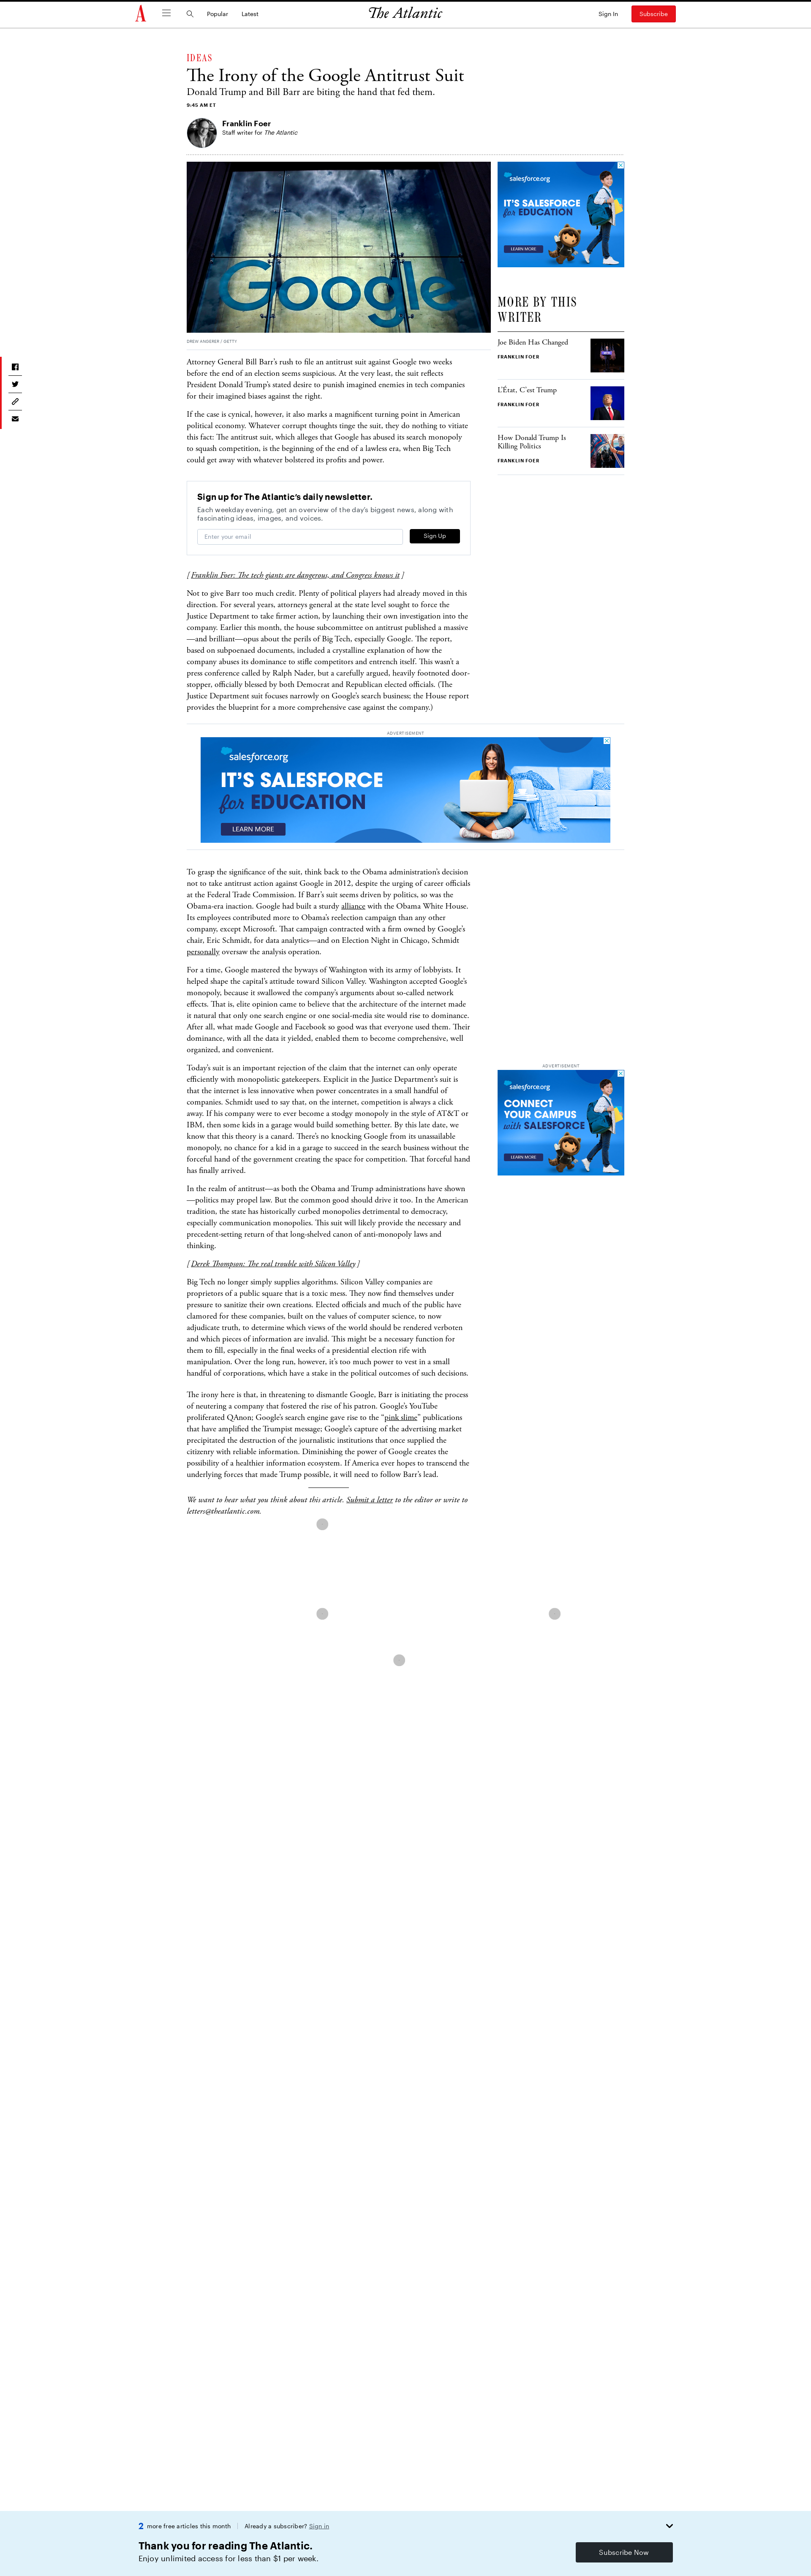 A
Popular
Latest
The Atlantic
Sign In
Subscribe
IDEAS
The Irony of the Google Antitrust Suit
Donald Trump and Bill Barr are biting the hand that fed them.
9:45 AM ET
Franklin Foer
Staff writer for The Atlantic
Google
DREW ANGERER / GETTY
salesforce.org
IT'S SALESFORCE
for EDUCATION
LEARN MORE
MORE BY THIS
WRITER
Joe Biden Has Changed
FRANKLIN FOER
L'État, C'est Trump
FRANKLIN FOER
How Donald Trump Is
Killing Politics
FRANKLIN FOER
Attorney General Bill Barr's rush to file an antitrust suit against Google two weeks
before the end of an election seems suspicious. At the very least, the suit reflects
President Donald Trump's stated desire to punish imagined enemies in tech companies
for their imagined biases against the right.
If the case is cynical, however, it also marks a magnificent turning point in American
political economy. Whatever corrupt thoughts tinge the suit, they do nothing to vitiate
this fact: The antitrust suit, which alleges that Google has abused its search monopoly
to squash competition, is the beginning of the end of a lawless era, when Big Tech
could get away with whatever bolstered its profits and power.
Sign up for The Atlantic's daily newsletter.
Each weekday evening, get an overview of the day's biggest news, along with
fascinating ideas, images, and voices.
Enter your email
Sign Up
[ Franklin Foer: The tech giants are dangerous, and Congress knows it ]
Not to give Barr too much credit. Plenty of political players had already moved in this
direction. For several years, attorneys general at the state level sought to force the
Justice Department to take firmer action, by launching their own investigation into the
company. Earlier this month, the house subcommittee on antitrust published a massive
—and brilliant—opus about the perils of Big Tech, especially Google. The report,
based on subpoenaed documents, included a crystalline explanation of how the
company abuses its dominance to stifle competitors and entrench itself. This wasn't a
press conference called by Ralph Nader, but a carefully argued, heavily footnoted door-
stopper, officially blessed by both Democrat and Republican elected officials. (The
Justice Department suit focuses narrowly on Google's search business; the House report
provides the blueprint for a more comprehensive case against the company.)
ADVERTISEMENT
salesforce.org
IT'S SALESFORCE
for EDUCATION
LEARN MORE
To grasp the significance of the suit, think back to the Obama administration's decision
not to take antitrust action against Google in 2012, despite the urging of career officials
at the Federal Trade Commission. If Barr's suit seems driven by politics, so was the
Obama-era inaction. Google had built a sturdy alliance with the Obama White House.
Its employees contributed more to Obama's reelection campaign than any other
company, except Microsoft. That campaign contracted with a firm owned by Google's
chair, Eric Schmidt, for data analytics—and on Election Night in Chicago, Schmidt
personally oversaw the analysis operation.
For a time, Google mastered the byways of Washington with its army of lobbyists. It
helped shape the capital's attitude toward Silicon Valley. Washington accepted Google's
monopoly, because it swallowed the company's arguments about so-called network
effects. That is, elite opinion came to believe that the architecture of the internet made
it natural that only one search engine or one social-media site would rise to dominance.
After all, what made Google and Facebook so good was that everyone used them. Their
dominance, with all the data it yielded, enabled them to become comprehensive, well
organized, and convenient.
Today's suit is an important rejection of the claim that the internet can only operate
efficiently with monopolistic gatekeepers. Explicit in the Justice Department's suit is
that the internet is less innovative when power concentrates in a small handful of
companies. Schmidt used to say that, on the internet, competition is always a click
away. If his company were to ever become a stodgy monopoly in the style of AT&T or
IBM, then some kids in a garage would build something better. By this late date, we
know that this theory is a canard. There's no knocking Google from its unassailable
monopoly, no chance for a kid in a garage to succeed in the search business without the
forceful hand of the government creating the space for competition. That forceful hand
has finally arrived.
ADVERTISEMENT
salesforce.org
CONNECT
YOUR CAMPUS
with SALESFORCE
LEARN MORE
In the realm of antitrust—as both the Obama and Trump administrations have shown
—politics may propel law. But the common good should drive it too. In the American
tradition, the state has historically curbed monopolies detrimental to democracy,
especially communication monopolies. This suit will likely provide the necessary and
precedent-setting return of that long-shelved canon of anti-monopoly laws and
thinking.
[ Derek Thompson: The real trouble with Silicon Valley ]
Big Tech no longer simply supplies algorithms. Silicon Valley companies are
proprietors of a public square that is a toxic mess. They now find themselves under
pressure to sanitize their own creations. Elected officials and much of the public have
clamored for these companies, built on the values of computer science, to now
adjudicate truth, to determine which views of the world should be rendered verboten
and which pieces of information are invalid. This might be a necessary function for
them to fill, especially in the final weeks of a presidential election rife with
manipulation. Over the long run, however, it's too much power to vest in a small
handful of corporations, which have a stake in the political outcomes of such decisions.
The irony here is that, in threatening to dismantle Google, Barr is initiating the process
of neutering a company that fostered the rise of his patron. Google's YouTube
proliferated QAnon; Google's search engine gave rise to the "pink slime" publications
that have amplified the Trumpist message; Google's capture of the advertising market
precipitated the destruction of the journalistic institutions that once supplied the
citizenry with reliable information. Diminishing the power of Google creates the
possibility of a healthier information ecosystem. If America ever hopes to transcend the
underlying forces that made Trump possible, it will need to follow Barr's lead.
We want to hear what you think about this article. Submit a letter to the editor or write to
letters@theatlantic.com.
2 more free articles this month
Already a subscriber? Sign in
Thank you for reading The Atlantic.
Enjoy unlimited access for less than $1 per week.
Subscribe Now